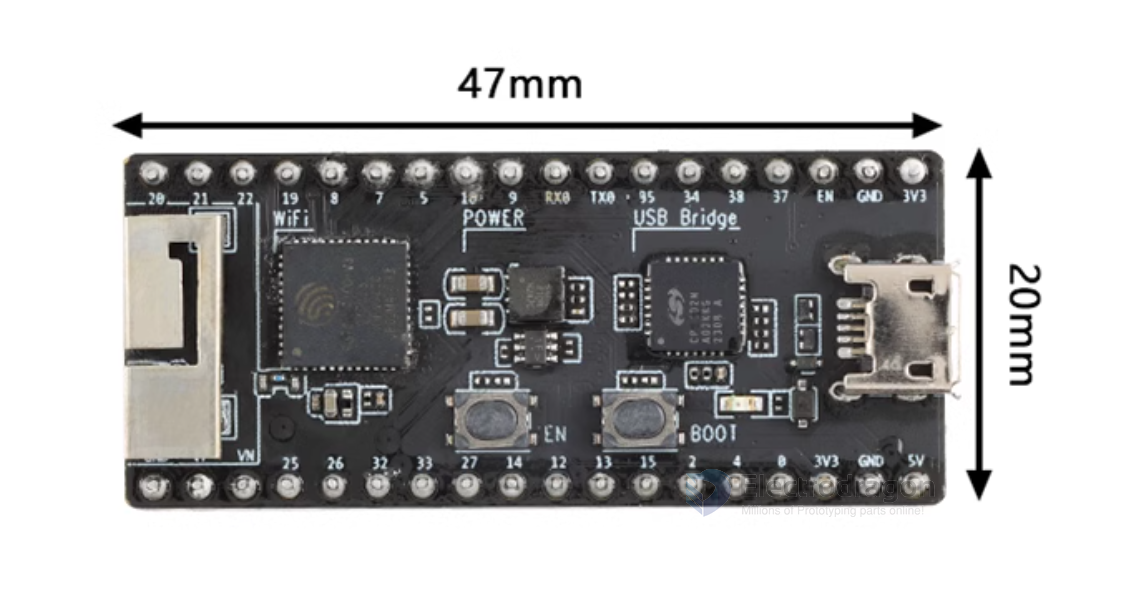 47mm
20 21 22 19 8 7 5 10 9 RX0 TX0 35 34 38 37 EN GND 3V3
WiFi POWER USB Bridge
20mm
EN BOOT
VN 25 26 32 33 27 14 12 13 15 2 4 0 3V3 GND 5V
Electrodragon
Millions of Prototyping parts online!